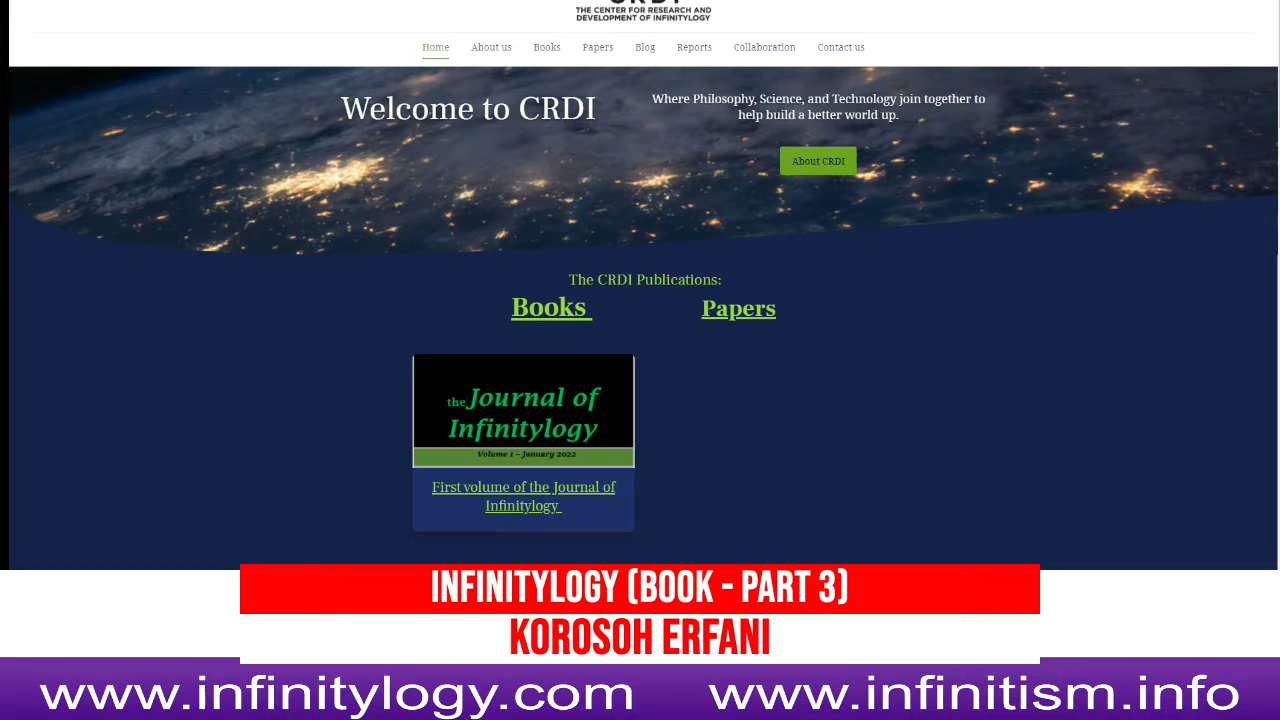 THE CENTER FOR RESEARCH AND
DEVELOPMENT OF INFINITYLOGY
Home About us Books Papers Blog Reports Collaboration Contact us
Welcome to CRDI
Where Philosophy, Science, and Technology join together to
help build a better world up.
About CRDI
The CRDI Publications:
Books Papers
the Journal of
Infinitylogy
Volume 1 – January 2022
First volume of the Journal of
Infinitylogy
INFINITYLOGY (BOOK - PART 3)
KOROSOH ERFANI
www.infinitylogy.com www.infinitism.info